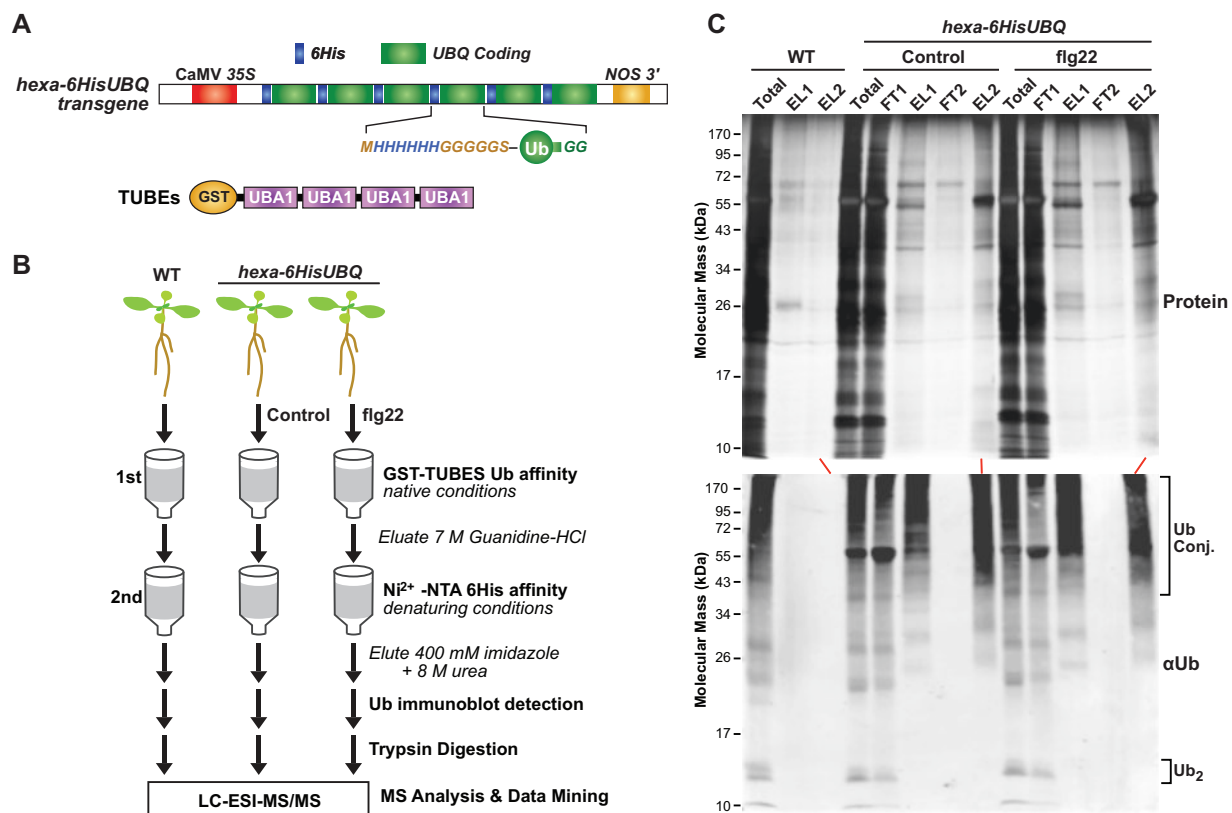 A
6His
UBQ Coding
hexa-6HisUBQ
transgene
CaMV 35S
NOS 3'
MHHHHHHGGGGGS–Ub GG
TUBEs
GST
UBA1
UBA1
UBA1
UBA1
B
WT
hexa-6HisUBQ
Control
flg22
1st
GST-TUBES Ub affinity
native conditions
Eluate 7 M Guanidine-HCl
2nd
Ni2+ -NTA 6His affinity
denaturing conditions
Elute 400 mM imidazole
+ 8 M urea
Ub immunoblot detection
Trypsin Digestion
LC-ESI-MS/MS
MS Analysis & Data Mining
C
hexa-6HisUBQ
WT
Control
flg22
Total
EL1
EL2
Total
FT1
EL1
FT2
EL2
Total
FT1
EL1
FT2
EL2
Molecular Mass (kDa)
170
95
72
55
43
34
26
17
10
Protein
Molecular Mass (kDa)
170
95
72
55
43
34
26
17
10
Ub
Conj.
αUb
Ub2